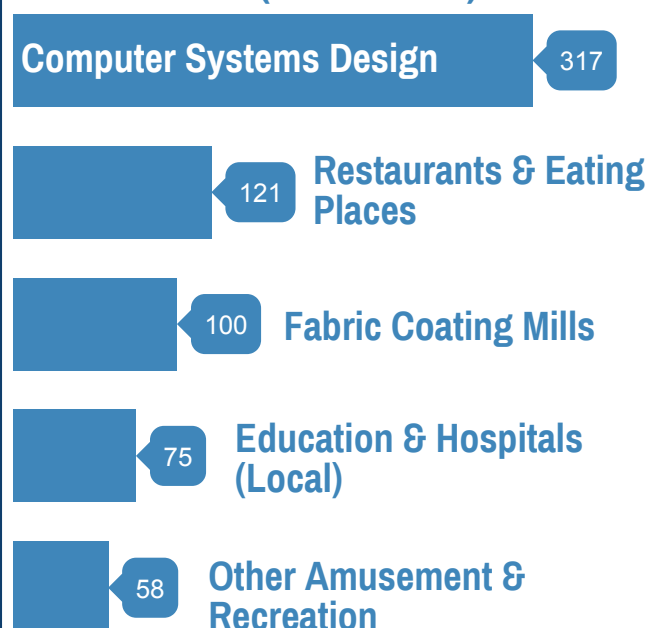 Computer Systems Design
317
121
Restaurants & Eating
Places
100
Fabric Coating Mills
75
Education & Hospitals
(Local)
58
Other Amusement &
Recreation